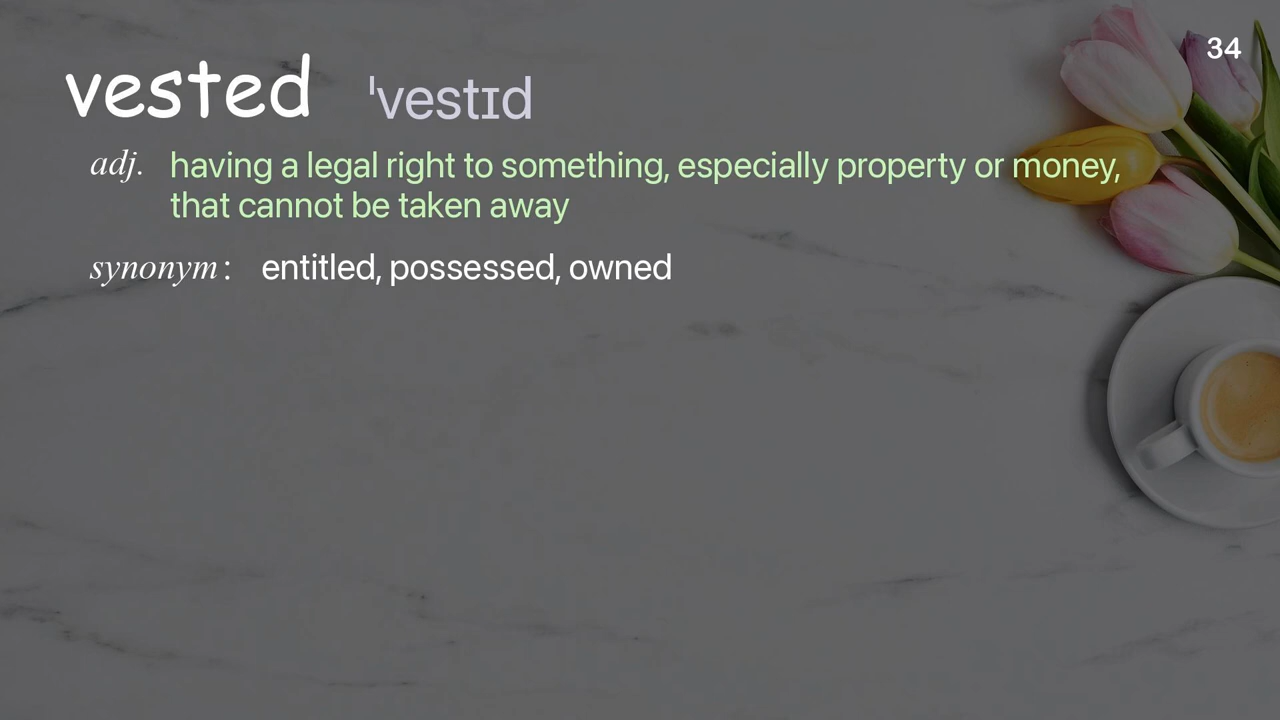 34
vested ˈvestɪd
adj. having a legal right to something, especially property or money,
that cannot be taken away
synonym: entitled, possessed, owned